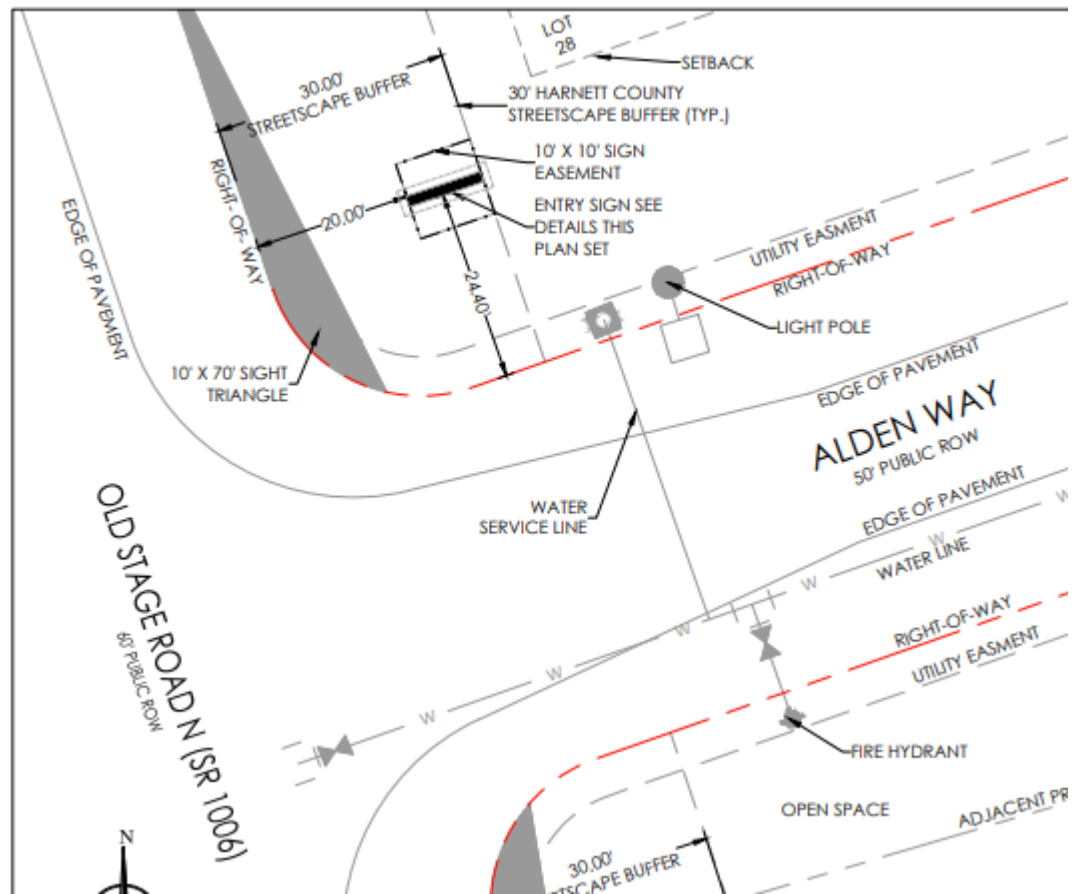 LOT
28
SETBACK
30.00'
STREETSCAPE BUFFER
30' HARNETT COUNTY
STREETSCAPE BUFFER (TYP.)
10' X 10' SIGN
EASEMENT
RIGHT- OF- WAY
EDGE OF PAVEMENT
20.00'
ENTRY SIGN SEE
DETAILS THIS
PLAN SET
24.40'
UTILITY EASMENT
RIGHT-OF-WAY
LIGHT POLE
10' X 70' SIGHT
TRIANGLE
EDGE OF PAVEMENT
ALDEN WAY
50' PUBLIC ROW
WATER
SERVICE LINE
EDGE OF PAVEMENT
W
W
WATER LINE
W
W
W
W
OLD STAGE ROAD N (SR 1006)
60' PUBLIC ROW
RIGHT-OF-WAY
UTILITY EASMENT
FIRE HYDRANT
OPEN SPACE
ADJACENT PR
30.00'
TSCAPE BUFFER
N